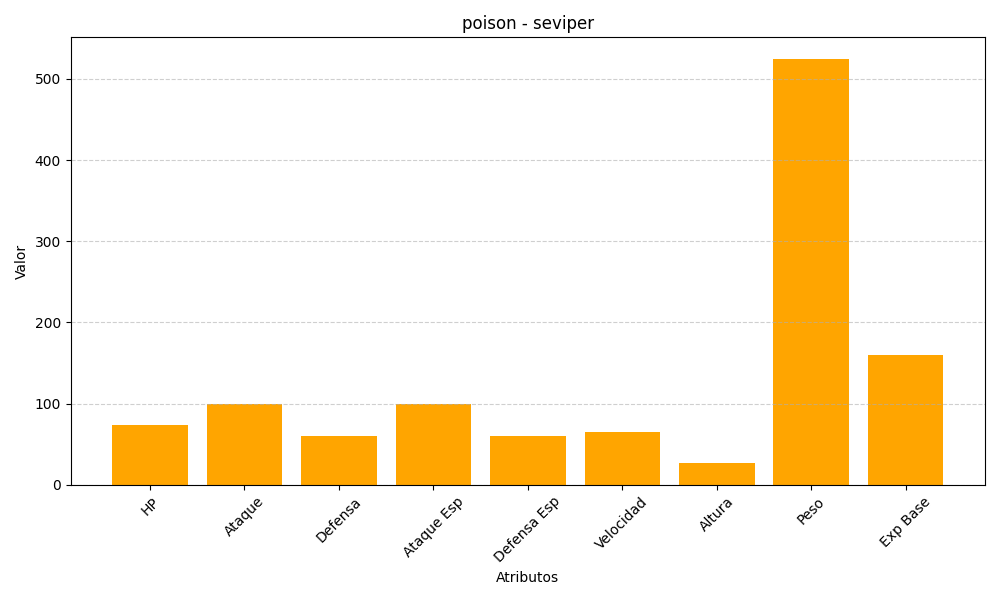 poison - seviper
Valor
500
400
300
200
100
0
HP
Ataque
Defensa
Ataque Esp
Defensa Esp
Velocidad
Altura
Peso
Exp Base
Atributos